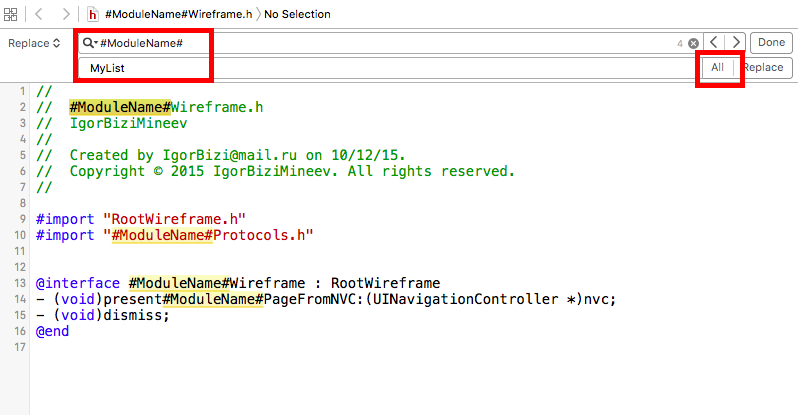 h #ModuleName#Wireframe.h No Selection
Replace #ModuleName# 4 Done
MyList All Replace
1 //
2 // #ModuleName#Wireframe.h
3 // IgorBiziMineev
4 //
5 // Created by IgorBizi@mail.ru on 10/12/15.
6 // Copyright © 2015 IgorBiziMineev. All rights reserved.
7 //
8
9 #import "RootWireframe.h"
10 #import "#ModuleName#Protocols.h"
11
12
13 @interface #ModuleName#Wireframe : RootWireframe
14 - (void)present#ModuleName#PageFromNVC:(UINavigationController *)nvc;
15 - (void)dismiss;
16 @end
17